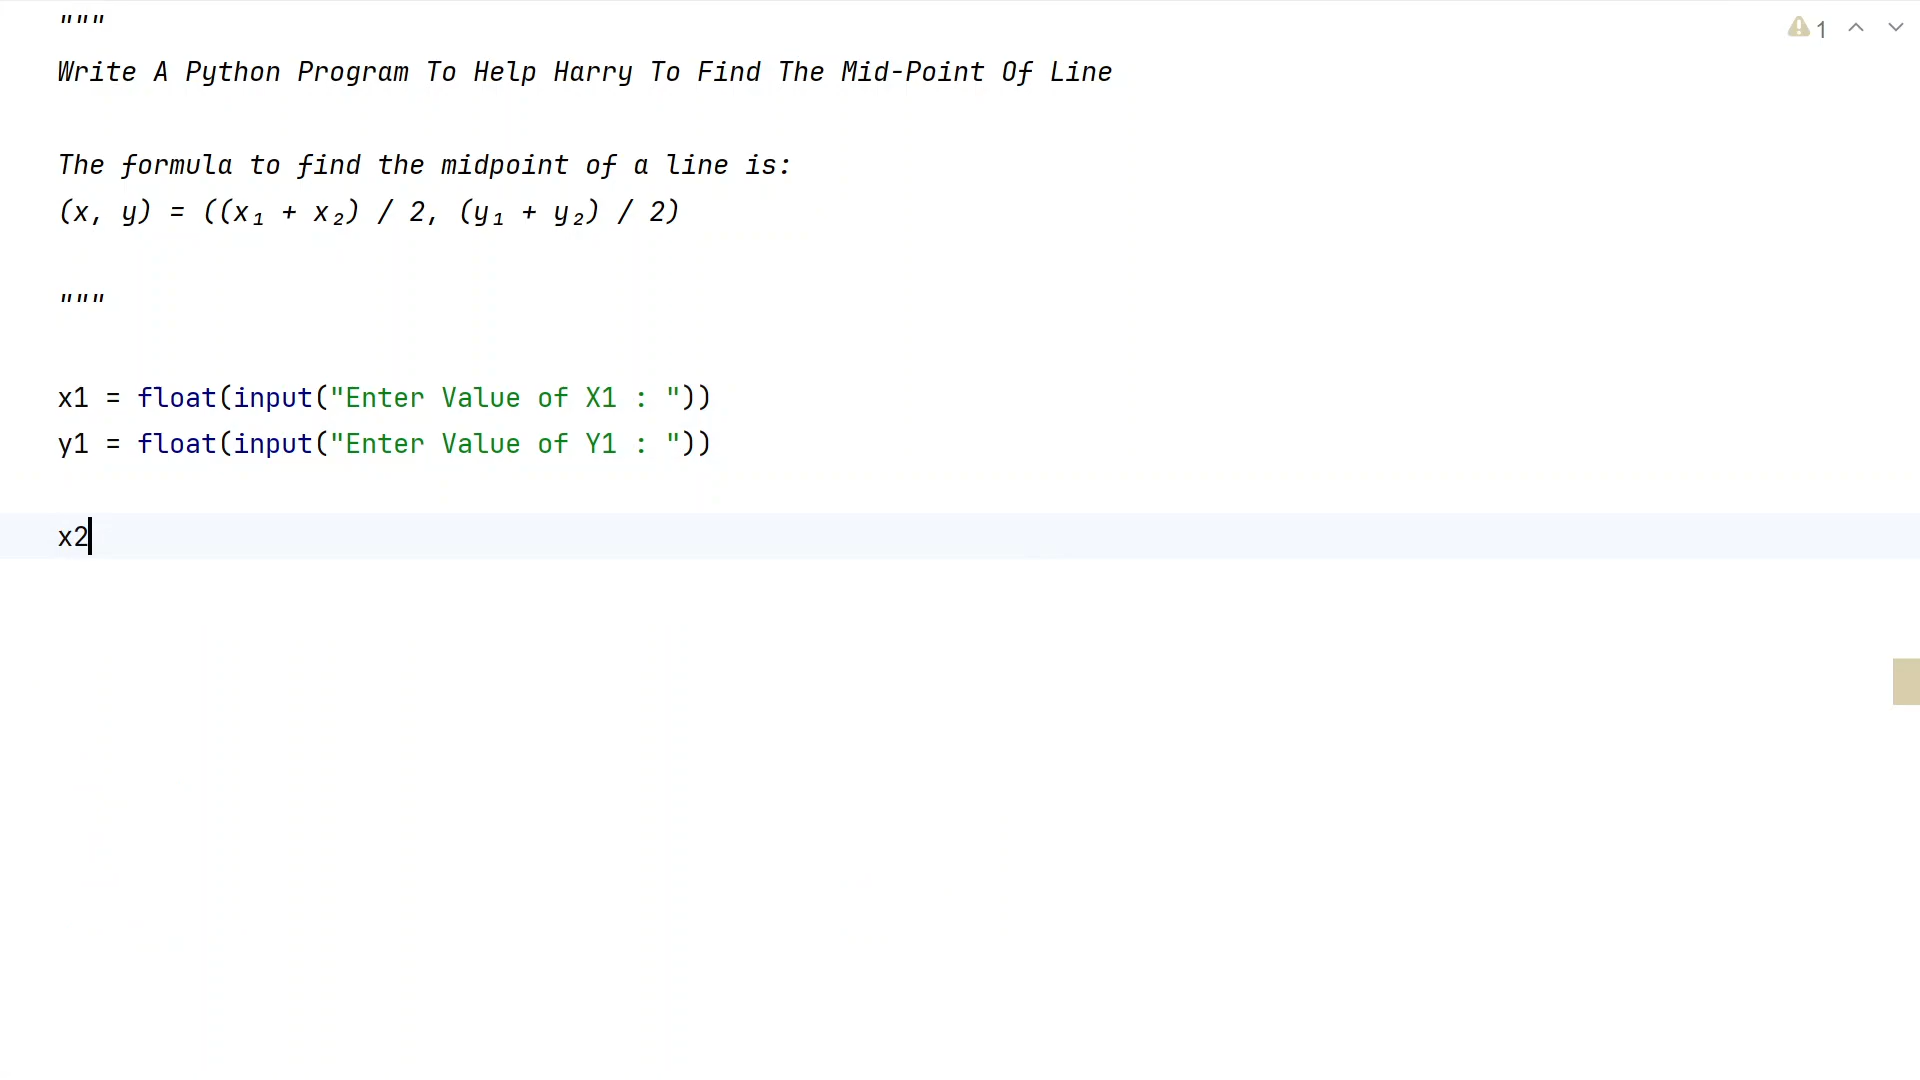 """
1
Write A Python Program To Help Harry To Find The Mid-Point Of Line
The formula to find the midpoint of a line is:
(x, y) = ((x₁ + x₂) / 2, (y₁ + y₂) / 2)
"""
x1 = float(input("Enter Value of X1 : "))
y1 = float(input("Enter Value of Y1 : "))
x2